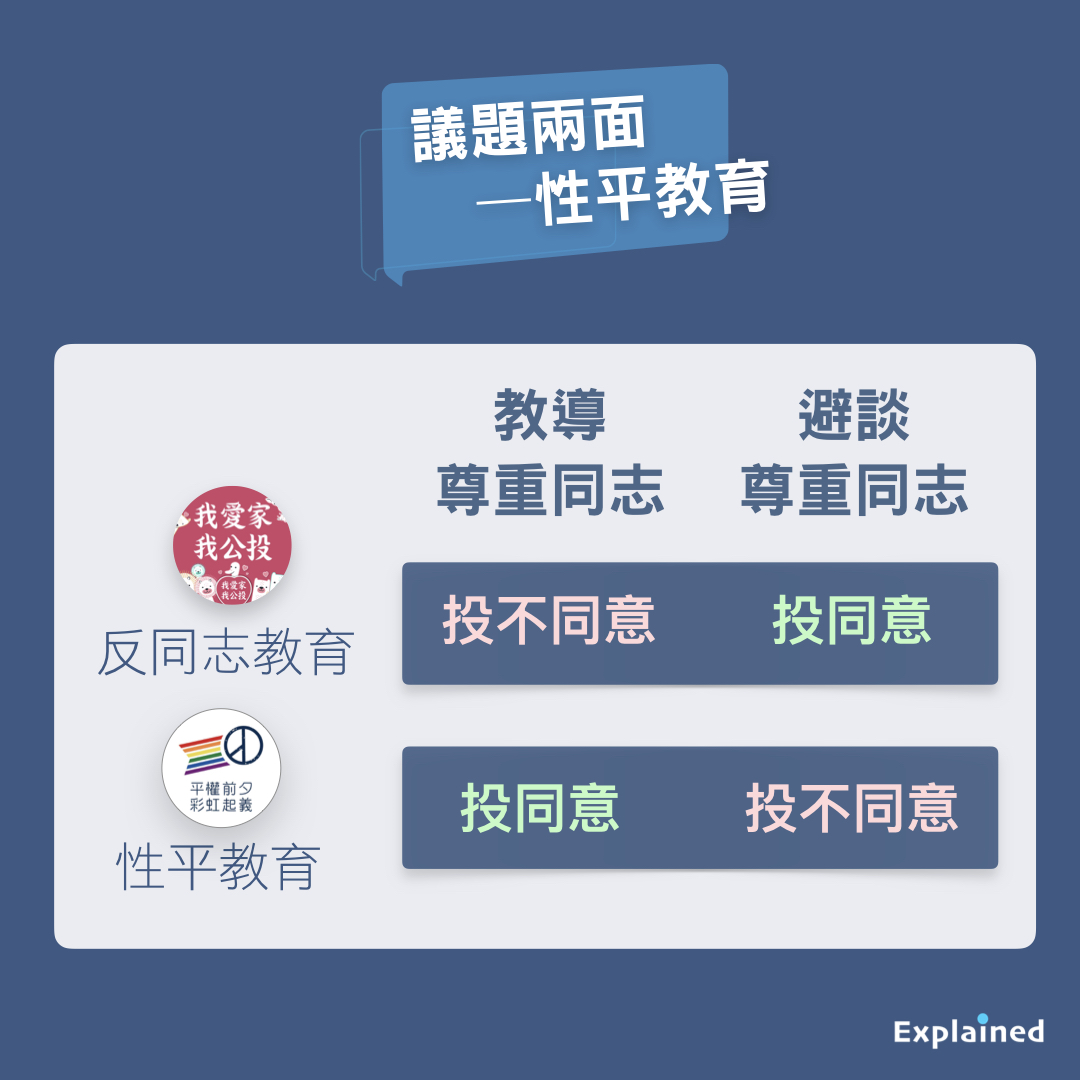 議題兩面
—性平教育
教導
尊重同志
避談
尊重同志
我愛家
我公投
我愛家
我公投
反同志教育
投不同意
投同意
平權前夕
彩虹起義
性平教育
投同意
投不同意
Explained